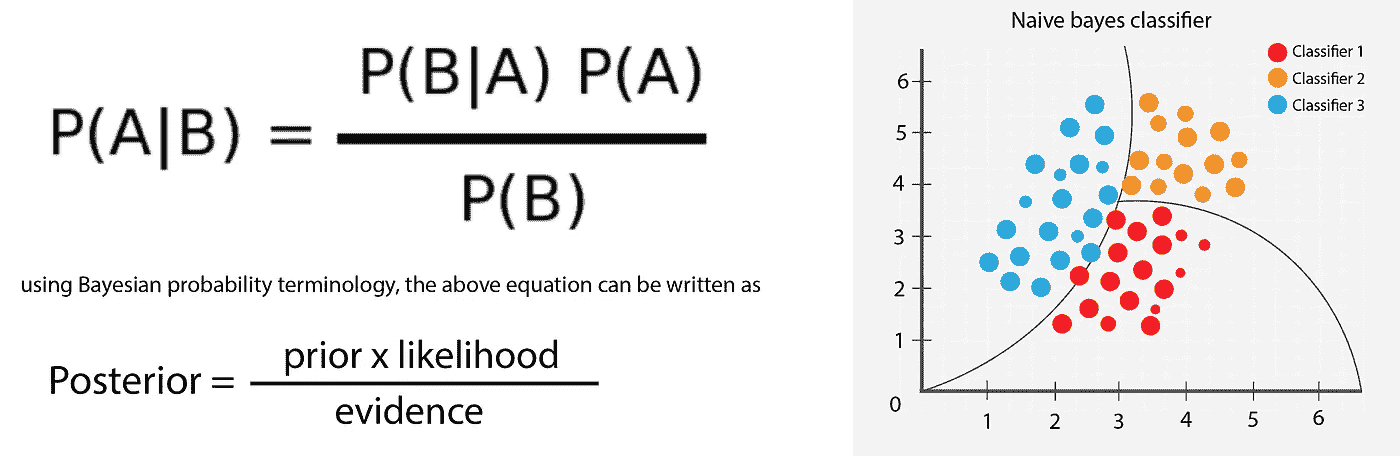 P(A|B) = P(B|A) P(A)
P(B)
using Bayesian probability terminology, the above equation can be written as
Posterior = prior x likelihood
evidence
Naive bayes classifier
Classifier 1
Classifier 2
Classifier 3
6
5
4
3
2
1
0
1 2 3 4 5 6